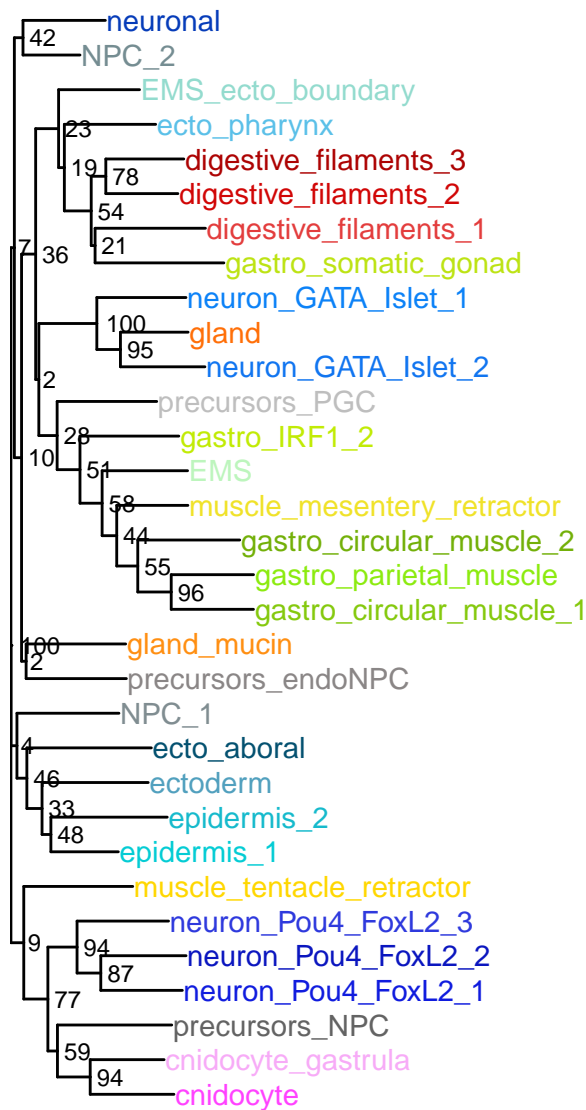 neuronal
42
NPC_2
EMS_ecto_boundary
23
ecto_pharynx
19
digestive_filaments_3
78
digestive_filaments_2
54
digestive_filaments_1
7
36
21
gastro_somatic_gonad
neuron_GATA_Islet_1
100
gland
95
neuron_GATA_Islet_2
2
precursors_PGC
28
gastro_IRF1_2
10
51
EMS
58
muscle_mesentery_retractor
44
gastro_circular_muscle_2
55
gastro_parietal_muscle
96
gastro_circular_muscle_1
100
gland_mucin
2
precursors_endoNPC
NPC_1
4
ecto_aboral
46
ectoderm
33
epidermis_2
48
epidermis_1
muscle_tentacle_retractor
neuron_Pou4_FoxL2_3
9
94
neuron_Pou4_FoxL2_2
87
neuron_Pou4_FoxL2_1
77
precursors_NPC
59
cnidocyte_gastrula
94
cnidocyte